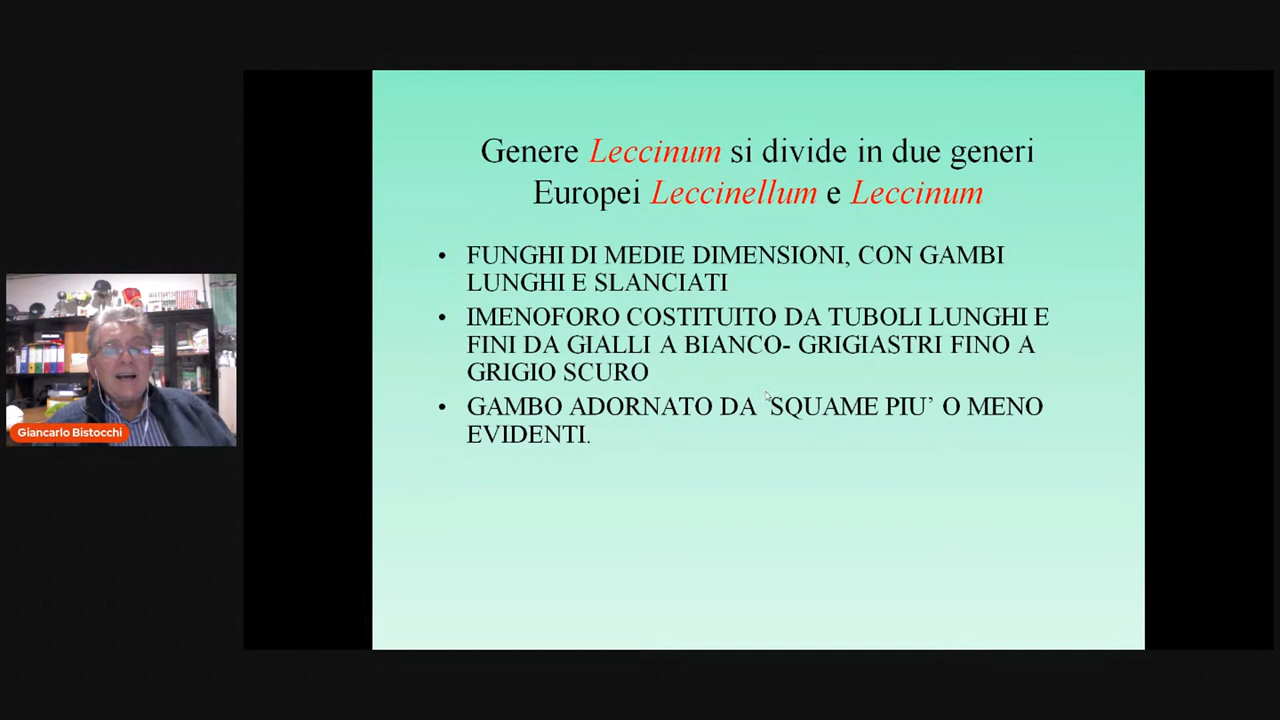 Genere Leccinum si divide in due generi
Europei Leccinellum e Leccinum
• FUNGHI DI MEDIE DIMENSIONI, CON GAMBI
LUNGHI E SLANCIATI
• IMENOFORO COSTITUITO DA TUBOLI LUNGHI E
FINI DA GIALLI A BIANCO- GRIGIASTRI FINO A
GRIGIO SCURO
• GAMBO ADORNATO DA `SQUAME PIU’ O MENO
EVIDENTI.
Giancarlo Bistocchi